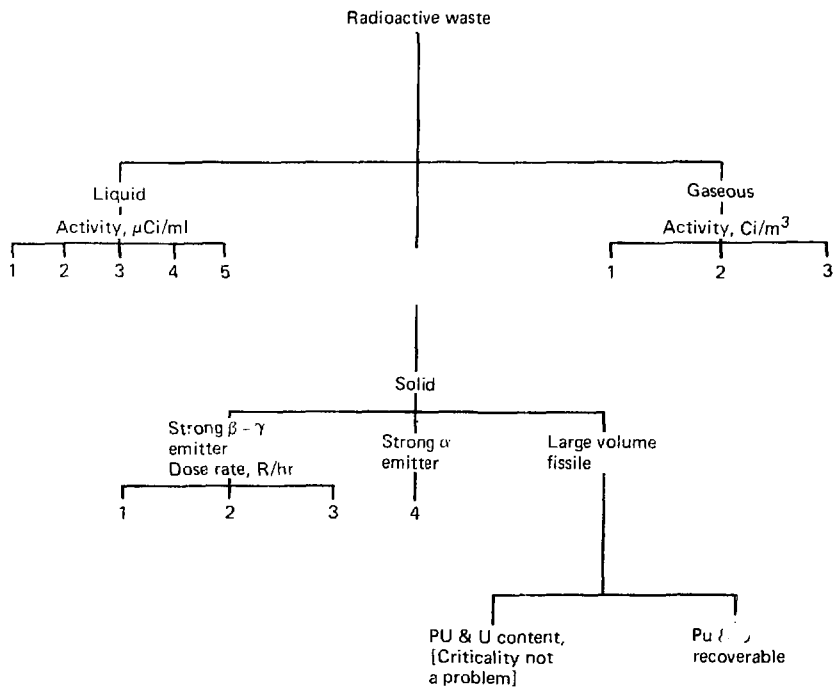 Radioactive waste
Liquid
Activity, μCi/ml
1 2 3 4 5
Gaseous
Activity, Ci/m³
1 2 3
Solid
Strong β-γ
emitter
Dose rate, R/hr
1 2 3
Strong α
emitter
4
Large volume
fissile
PU & U content,
[Criticality not
a problem]
Pu
recoverable